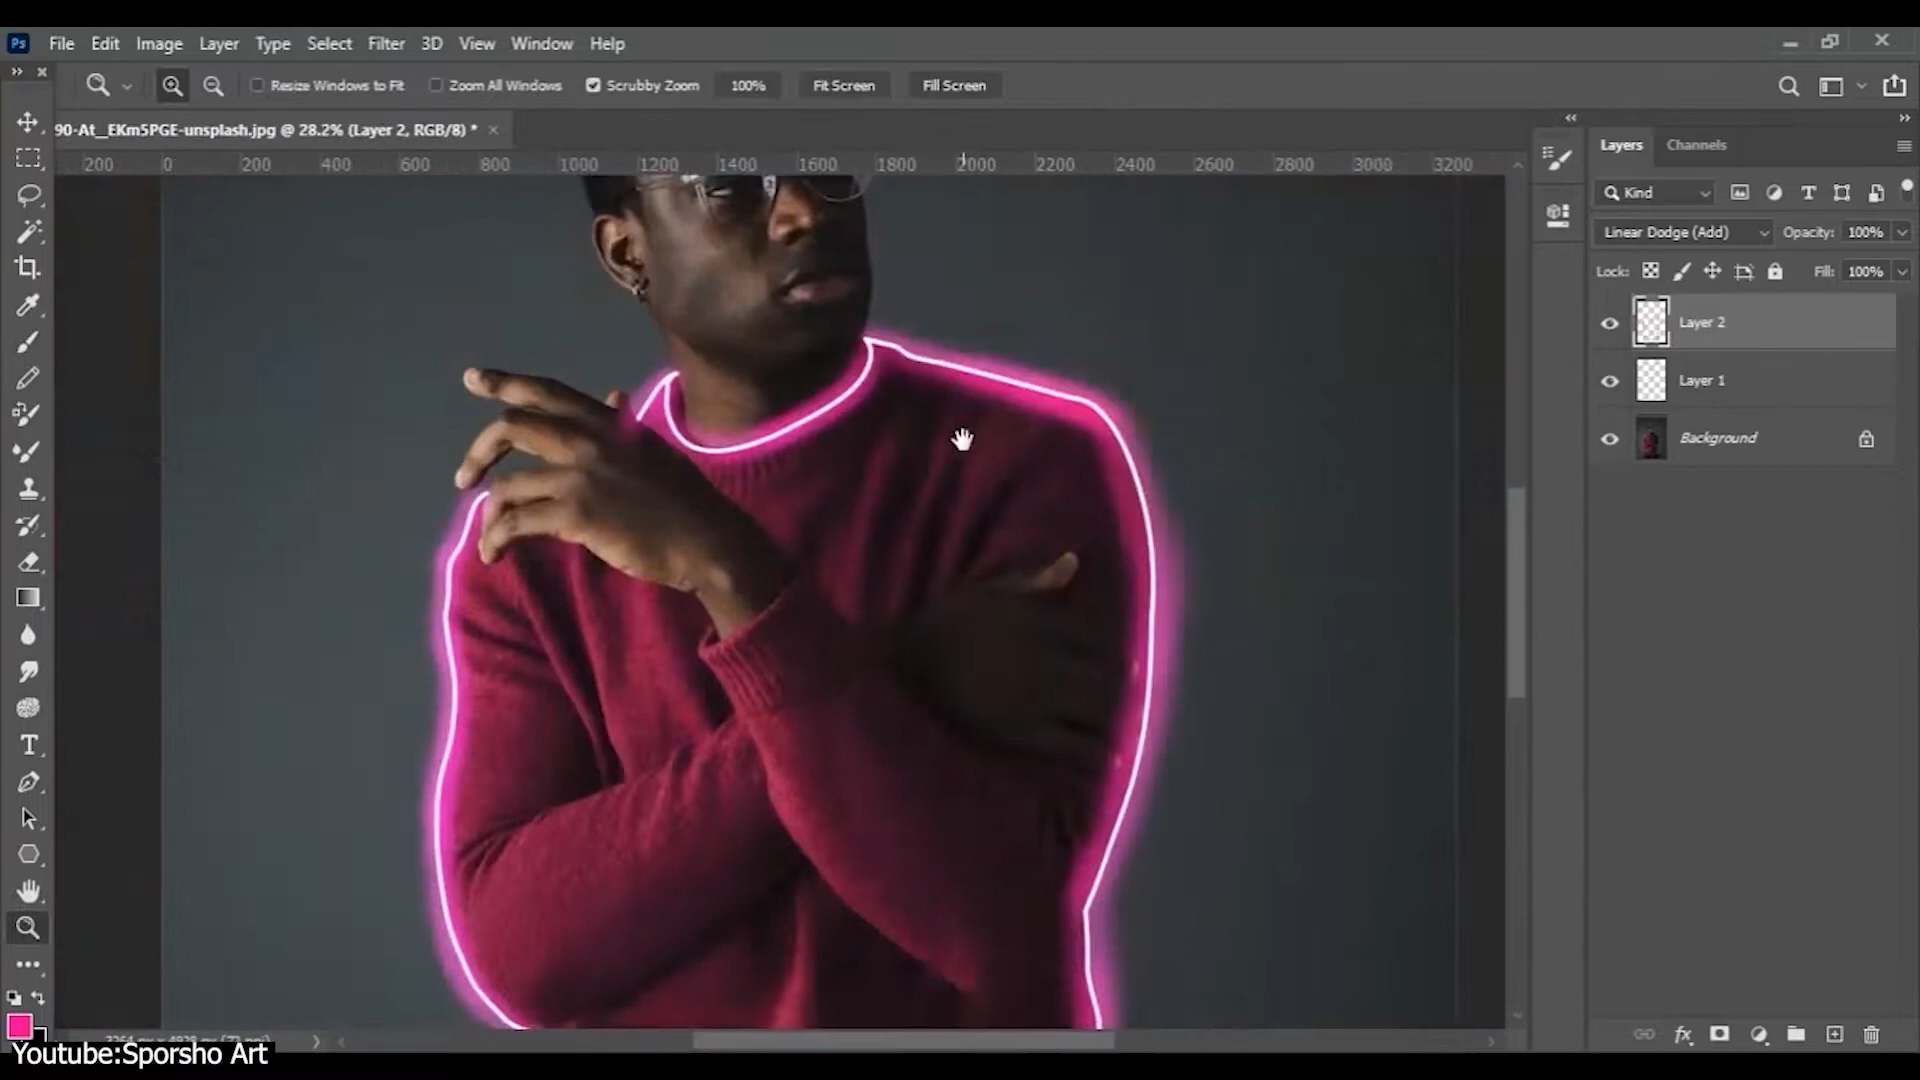 Ps File Edit Image Layer Type Select Filter 3D View Window Help
Resize Windows to Fit Zoom All Windows Scrubby Zoom 100% Fit Screen Fill Screen
90-At__EKm5PGE-unsplash.jpg @ 28.2% (Layer 2, RGB/8) *
200 0 200 400 600 800 1000 1200 1400 1600 1800 2000 2200 2400 2600 2800 3000 3200
Layers Channels
Kind
Linear Dodge (Add) Opacity: 100%
Lock: Fill: 100%
Layer 2
Layer 1
Background
fx
Youtube:Sporsho Art